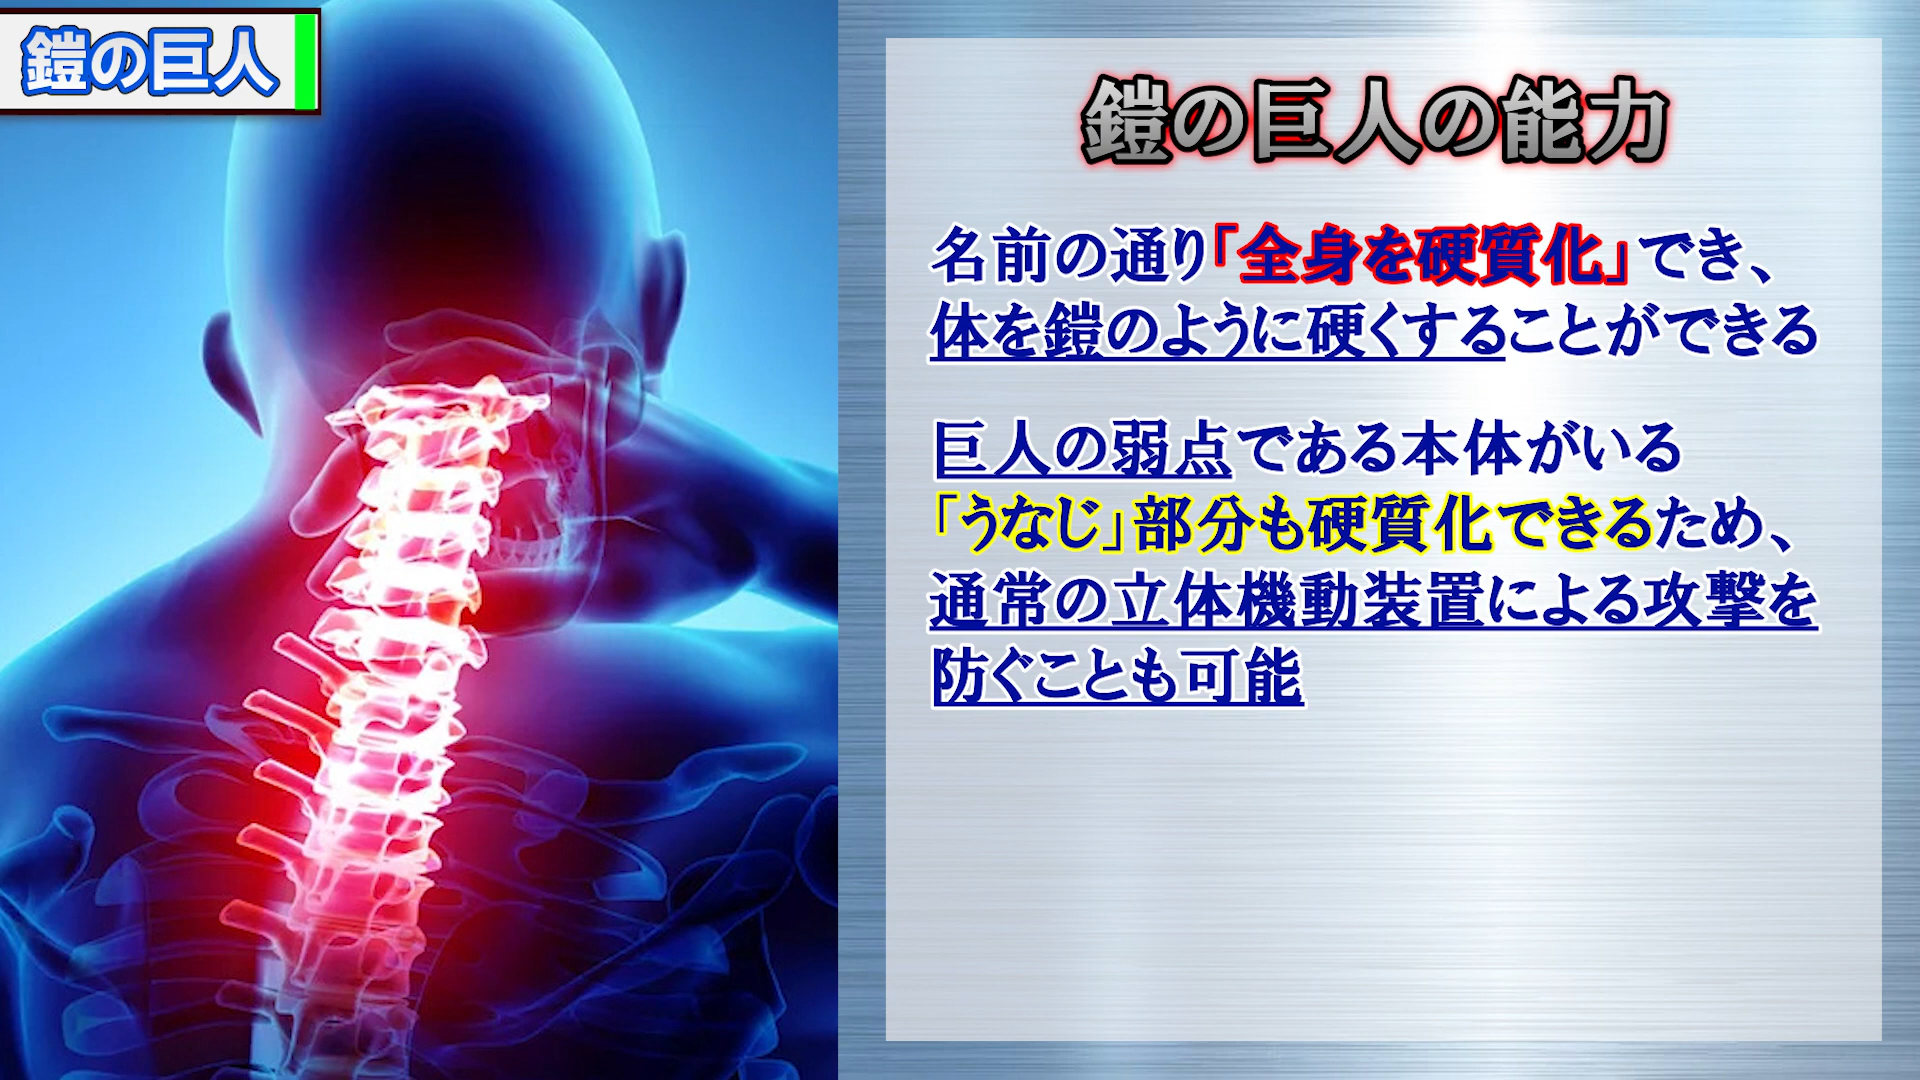 鎧の巨人
鎧の巨人の能力
名前の通り「全身を硬質化」でき、
体を鎧のように硬くすることができる
巨人の弱点である本体がいる
「うなじ」部分も硬質化できるため、
通常の立体機動装置による攻撃を
防ぐことも可能